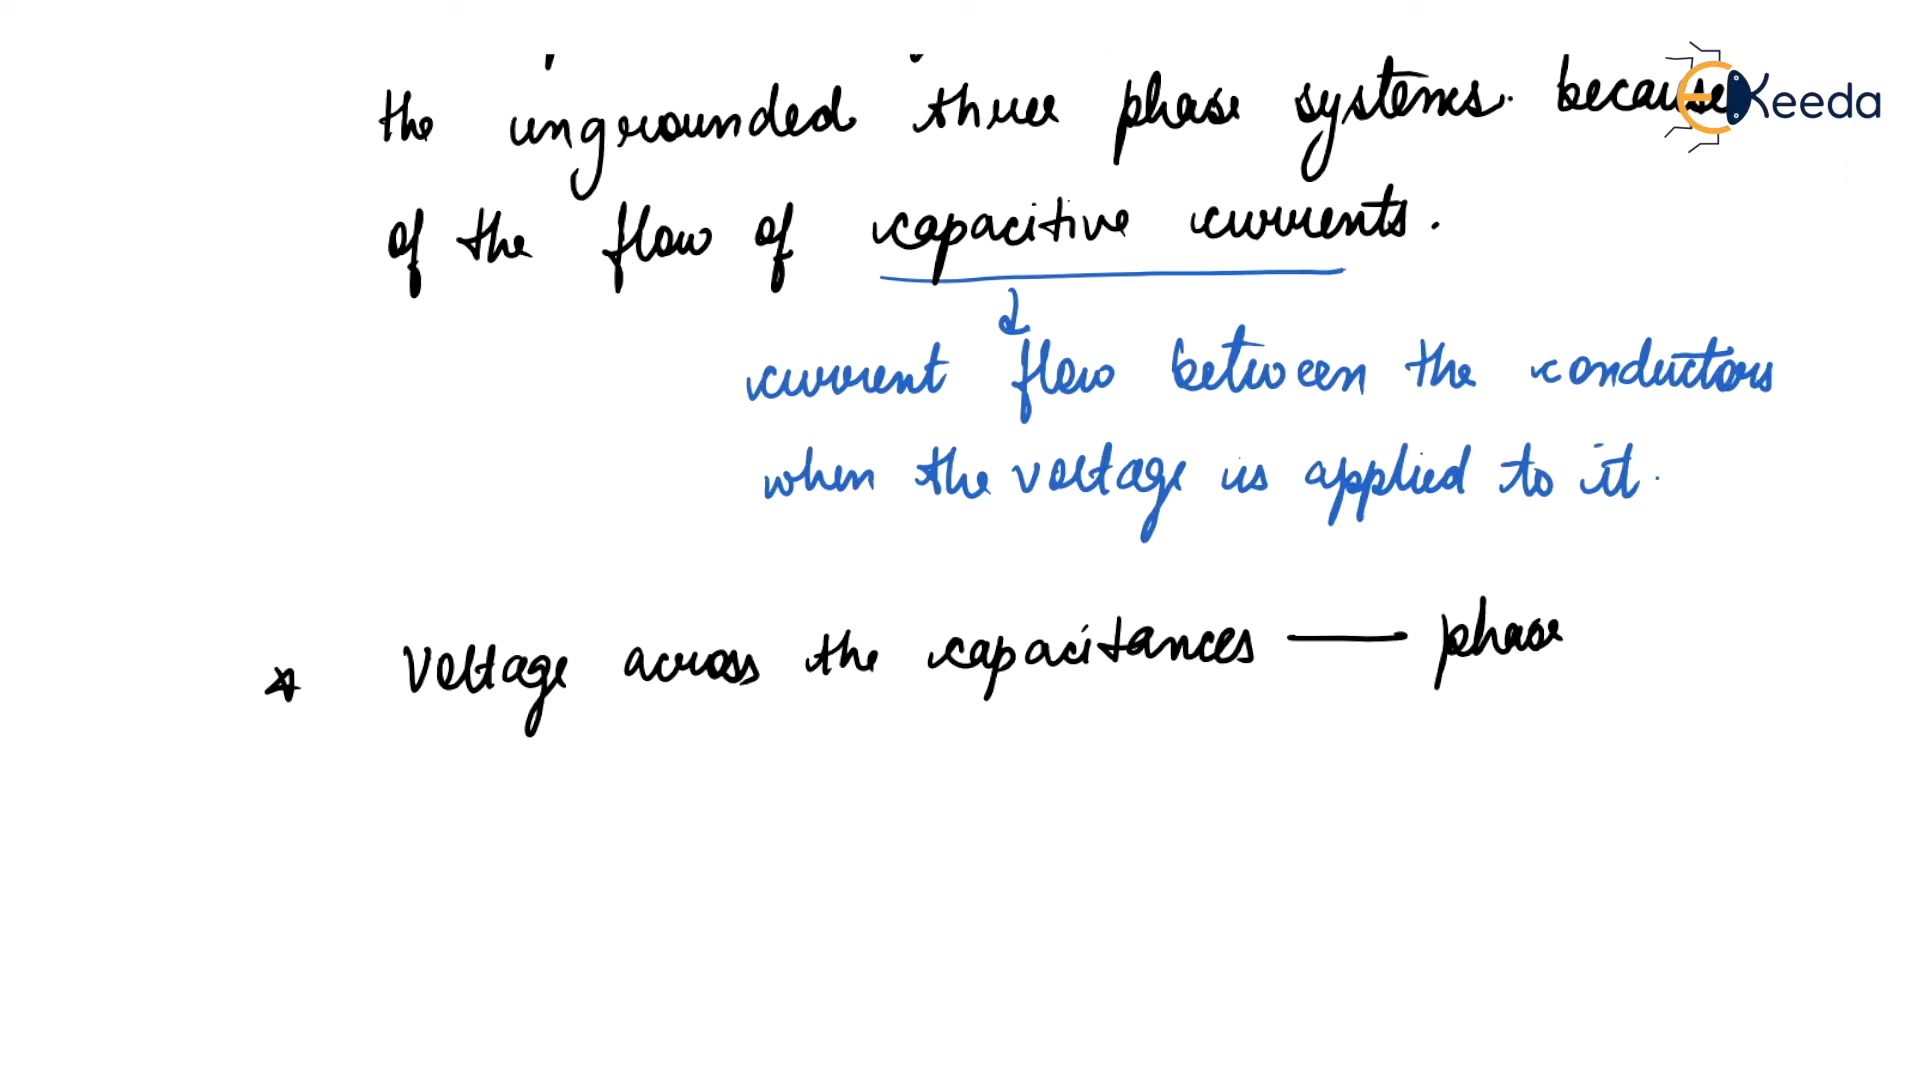 the ungrounded three phase systems. because
EKeeda
of the flow of capacitive currents.
current flow between the conductors
when the voltage is applied to it.
Voltage across the capacitances — phase